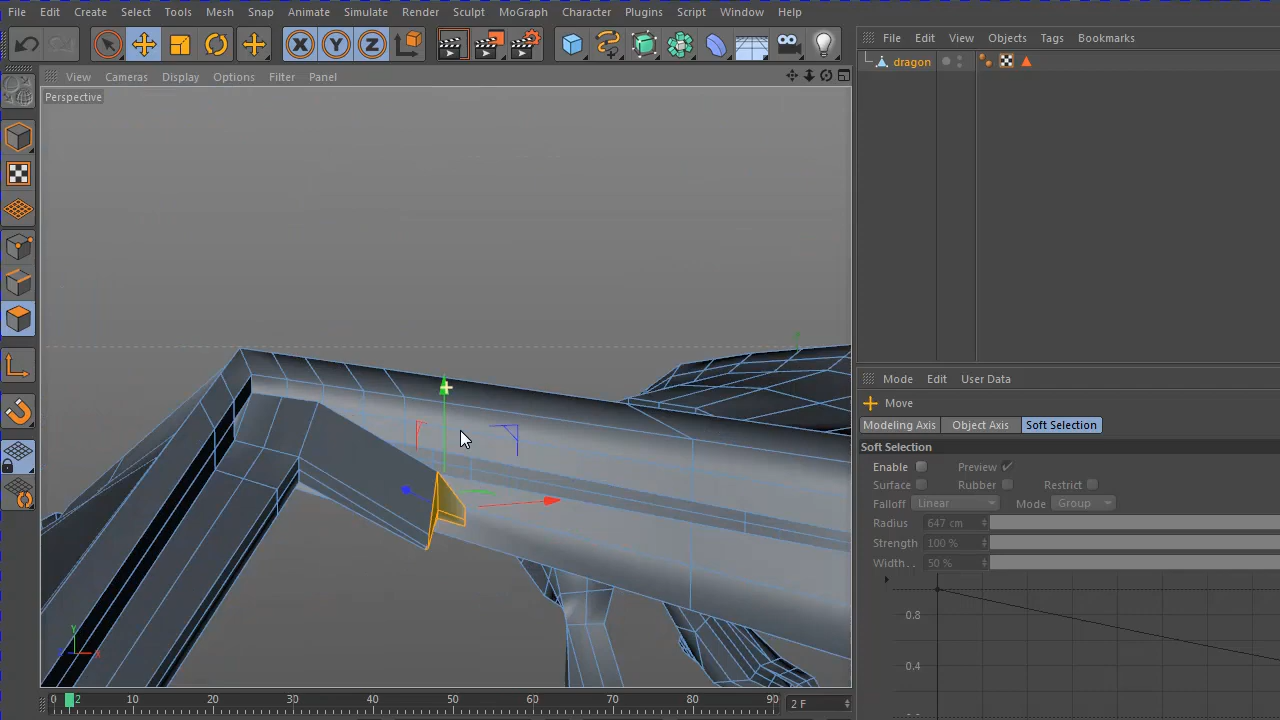 File Edit Create Select Tools Mesh Snap Animate Simulate Render Sculpt MoGraph Character Plugins Script Window Help
X Y Z
File Edit View Objects Tags Bookmarks
dragon
View Cameras Display Options Filter Panel
Perspective
Mode Edit User Data
Move
Modeling Axis Object Axis Soft Selection
Soft Selection
Enable Preview
Surface Rubber Restrict
Falloff Linear Mode Group
Radius 647 cm
Strength 100 %
Width.. 50 %
0.8
0.4
Y
X
0 2 10 20 30 40 50 60 70 80 90 2 F